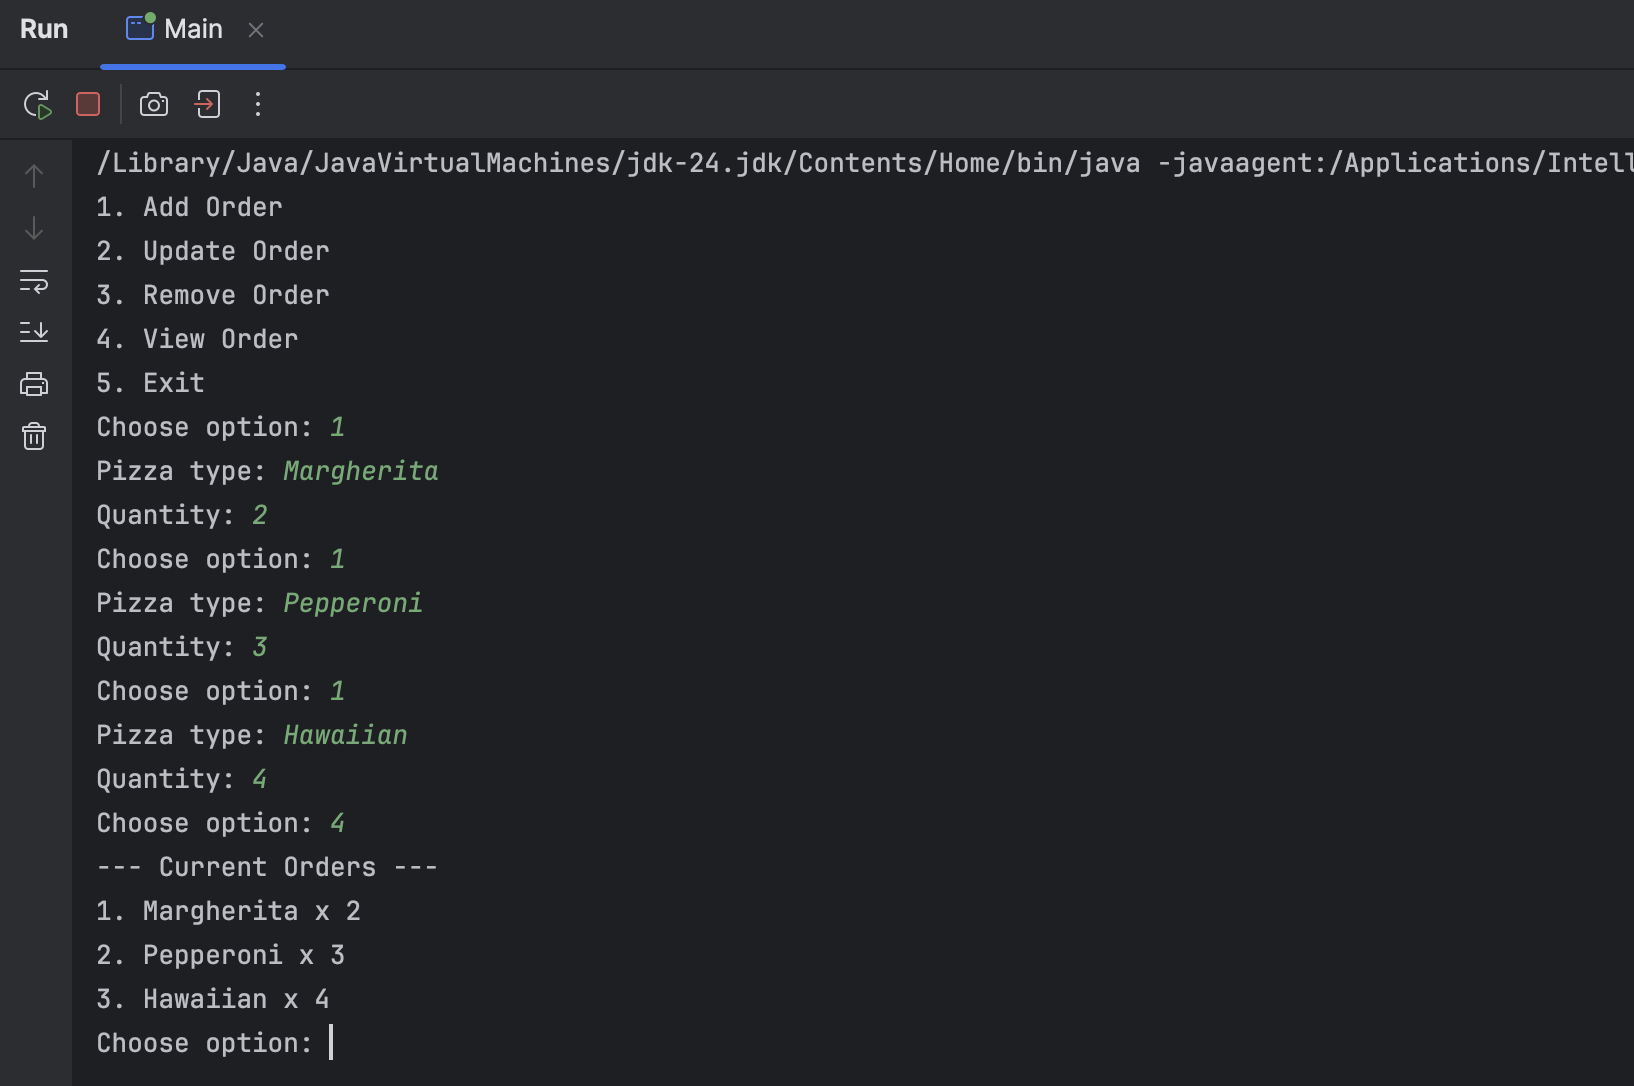 Run Main
/Library/Java/JavaVirtualMachines/jdk-24.jdk/Contents/Home/bin/java -javaagent:/Applications/Intell
1. Add Order
2. Update Order
3. Remove Order
4. View Order
5. Exit
Choose option: 1
Pizza type: Margherita
Quantity: 2
Choose option: 1
Pizza type: Pepperoni
Quantity: 3
Choose option: 1
Pizza type: Hawaiian
Quantity: 4
Choose option: 4
--- Current Orders ---
1. Margherita x 2
2. Pepperoni x 3
3. Hawaiian x 4
Choose option: